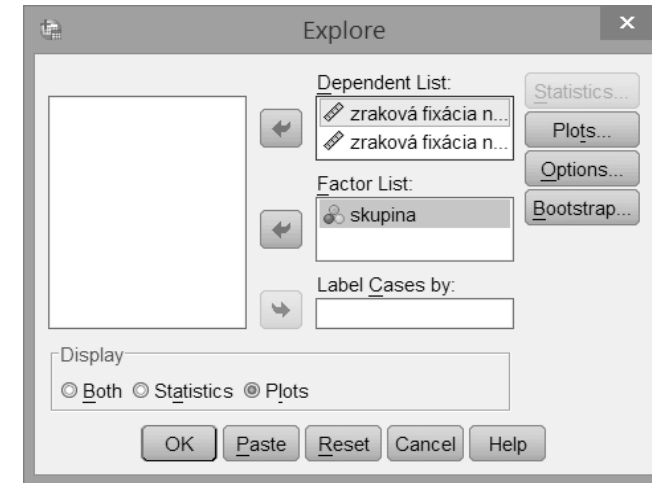 Explore
x
Dependent List:
zraková fixácia n...
zraková fixácia n...
Factor List:
skupina
Label Cases by:
Statistics...
Plots...
Options...
Bootstrap...
Display
Both Statistics Plots
OK Paste Reset Cancel Help